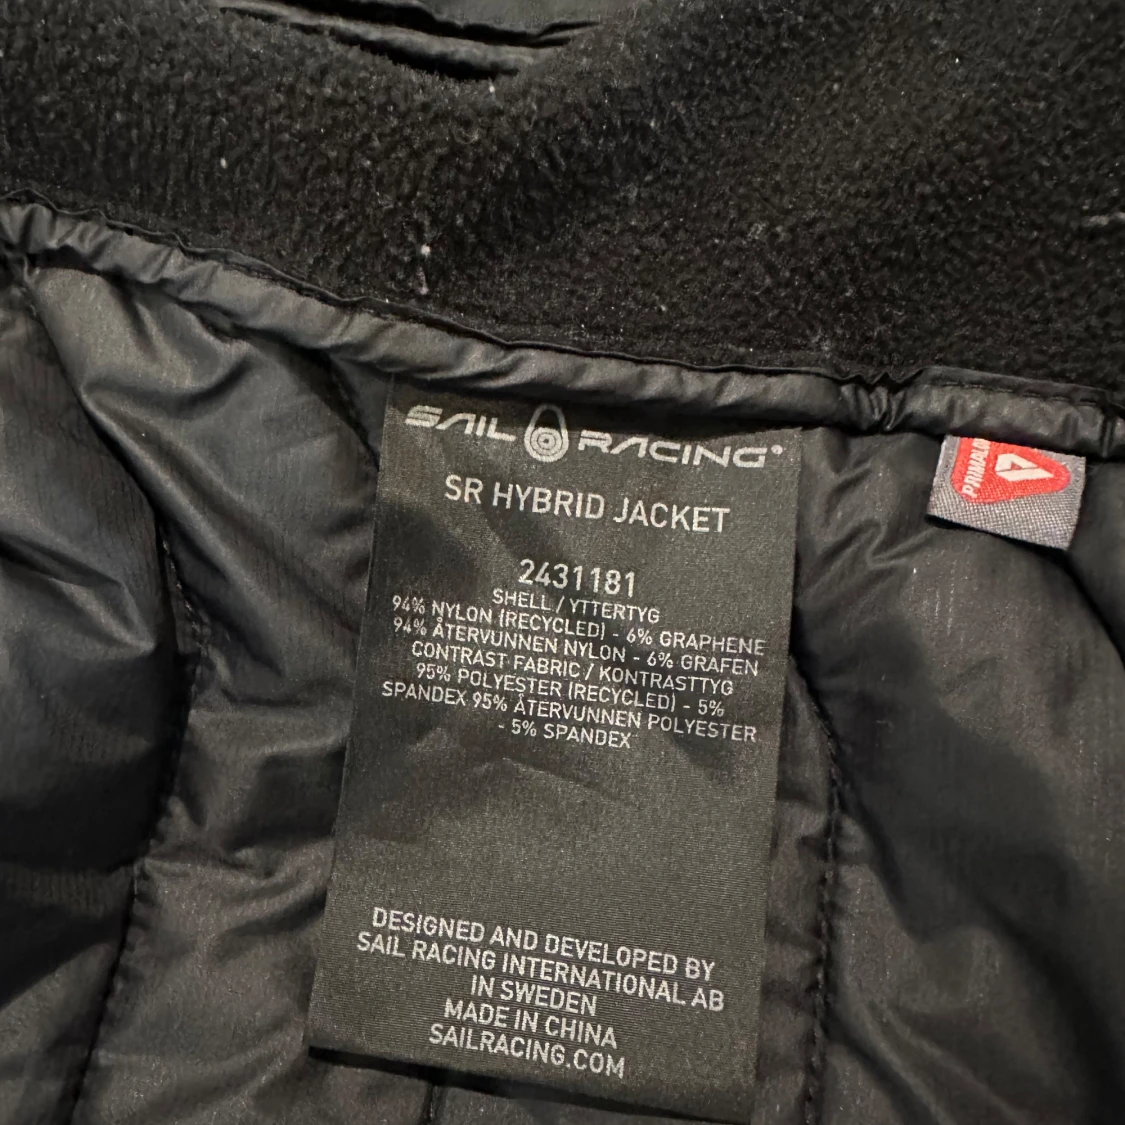 SAIL RACING
SR HYBRID JACKET
2431181
SHELL / YTTERTYG
94% NYLON (RECYCLED) - 6% GRAPHENE
94% ÅTERVUNNEN NYLON - 6% GRAFEN
CONTRAST FABRIC / KONTRASTTYG
95% POLYESTER (RECYCLED) - 5%
SPANDEX 95% ÅTERVUNNEN POLYESTER
- 5% SPANDEX
DESIGNED AND DEVELOPED BY
SAIL RACING INTERNATIONAL AB
IN SWEDEN
MADE IN CHINA
SAILRACING.COM